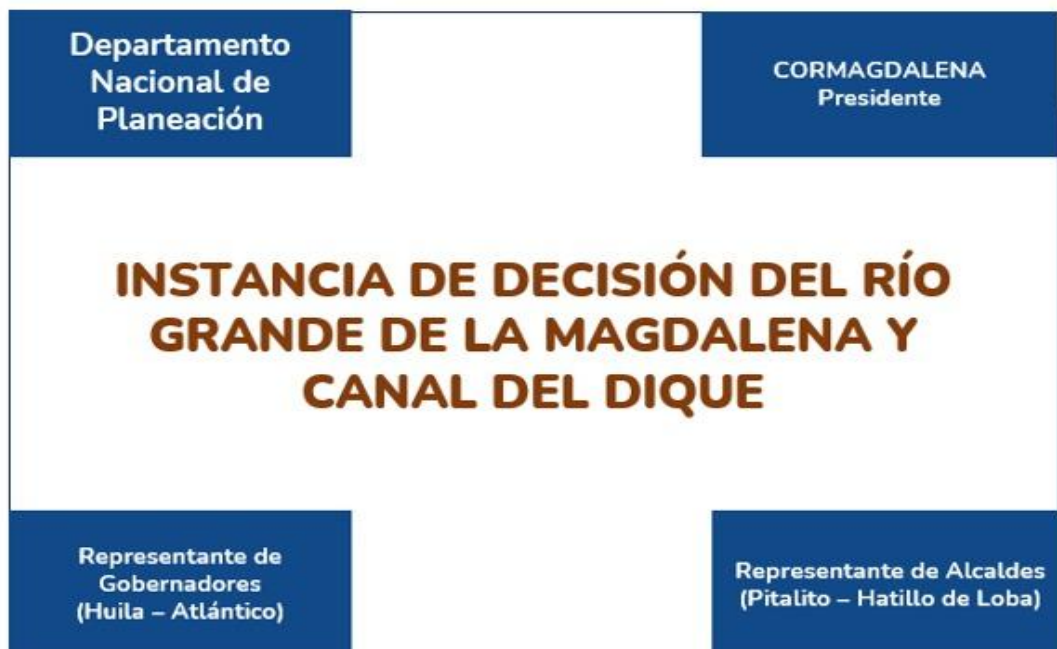 Departamento
Nacional de
Planeación
CORMAGDALENA
Presidente
INSTANCIA DE DECISIÓN DEL RÍO
GRANDE DE LA MAGDALENA Y
CANAL DEL DIQUE
Representante de
Gobernadores
(Huila – Atlántico)
Representante de Alcaldes
(Pitalito – Hatillo de Loba)